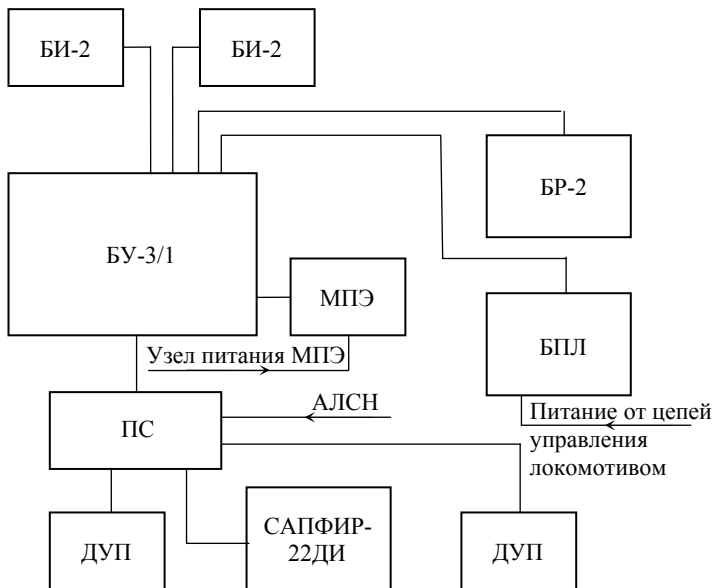 БИ-2
БИ-2
БР-2
БУ-3/1
МПЭ
Узел питания МПЭ
БПЛ
АЛСН
ПС
Питание от цепей
управления
локомотивом
ДУП
САПФИР-
22ДИ
ДУП